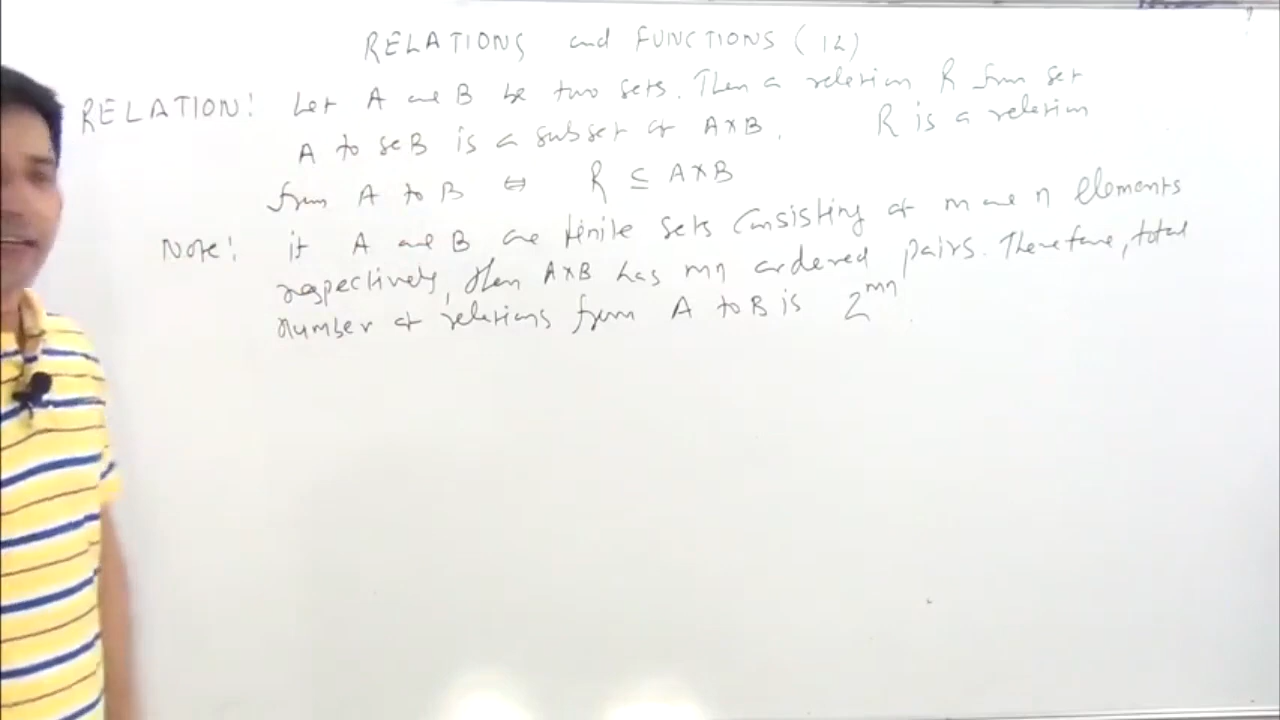 RELATIONS and FUNCTIONS (12)
RELATION: Let A and B be two sets. Then a relation R from set
A to se B is a subset of A×B. R is a relation
from A to B ⇔ R ⊆ A×B
Note: if A and B are finite sets consisting of m and n elements
respectively, then A×B has mn ordered pairs. Therefore, total
number of relations from A to B is 2^mn.